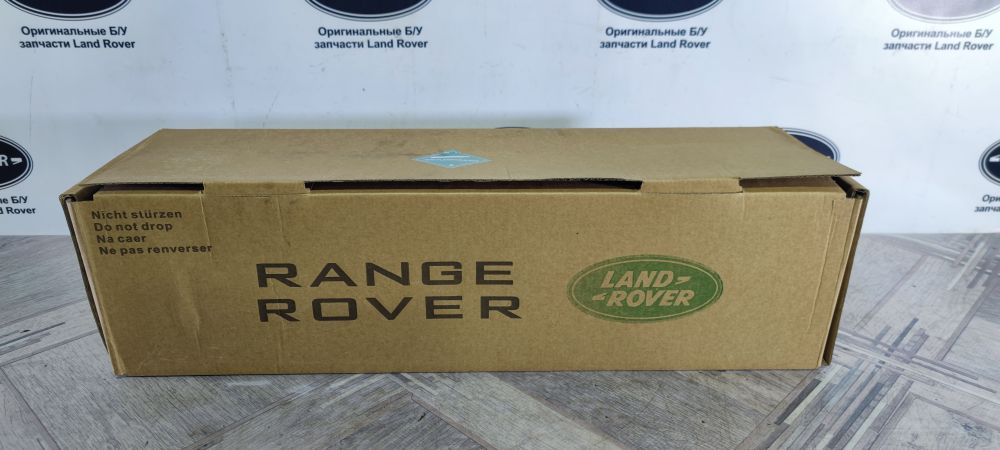 Оригинальные Б/У
запчасти Land Rover
Оригинальные Б/У
запчасти Land Rover
Оригинальные Б/У
запчасти Land Rover
Оригинальные Б/У
запчасти Land Rover
Nicht stürzen
Do not drop
Na caer
Ne pas renverser
RANGE
ROVER
LAND
ROVER